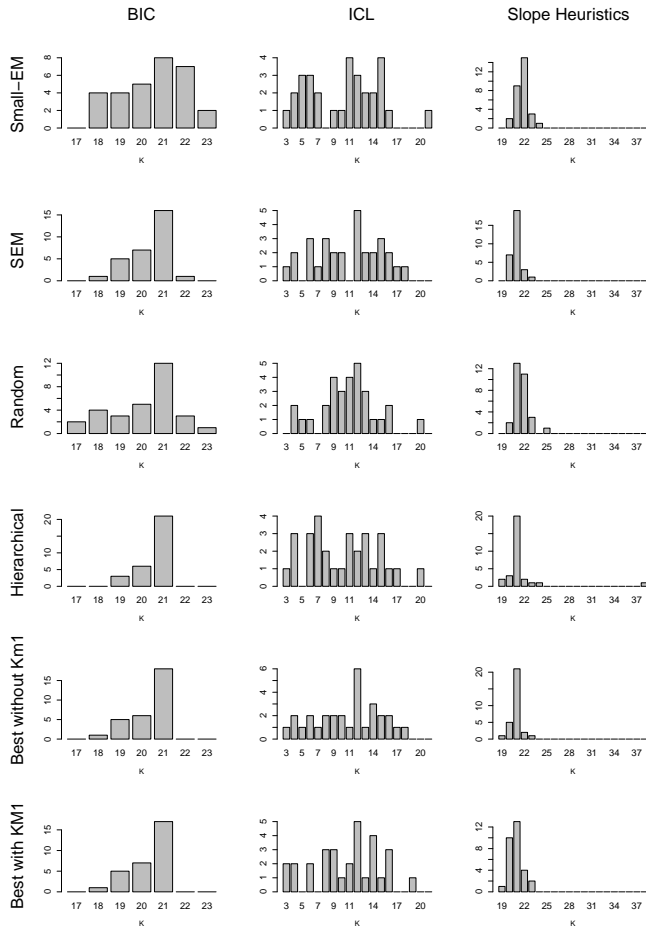 BIC
ICL
Slope Heuristics
Small−EM
0 2 4 6 8
17 18 19 20 21 22 23
K
0 1 2 3 4
3 5 7 9 11 14 17 20
K
0 4 8 12
19 22 25 28 31 34 37
K
SEM
0 5 10 15
17 18 19 20 21 22 23
K
0 1 2 3 4 5
3 5 7 9 11 14 17 20
K
0 5 10 15
19 22 25 28 31 34 37
K
Random
0 4 8 12
17 18 19 20 21 22 23
K
0 1 2 3 4 5
3 5 7 9 11 14 17 20
K
0 4 8 12
19 22 25 28 31 34 37
K
Hierarchical
0 5 10 20
17 18 19 20 21 22 23
K
0 1 2 3 4
3 5 7 9 11 14 17 20
K
0 5 10 20
19 22 25 28 31 34 37
K
Best without Km1
0 5 10 15
17 18 19 20 21 22 23
K
0 1 2 3 4 6
3 5 7 9 11 14 17 20
K
0 5 10 20
19 22 25 28 31 34 37
K
Best with KM1
0 5 10 15
17 18 19 20 21 22 23
K
0 1 2 3 4 5
3 5 7 9 11 14 17 20
K
0 4 8 12
19 22 25 28 31 34 37
K